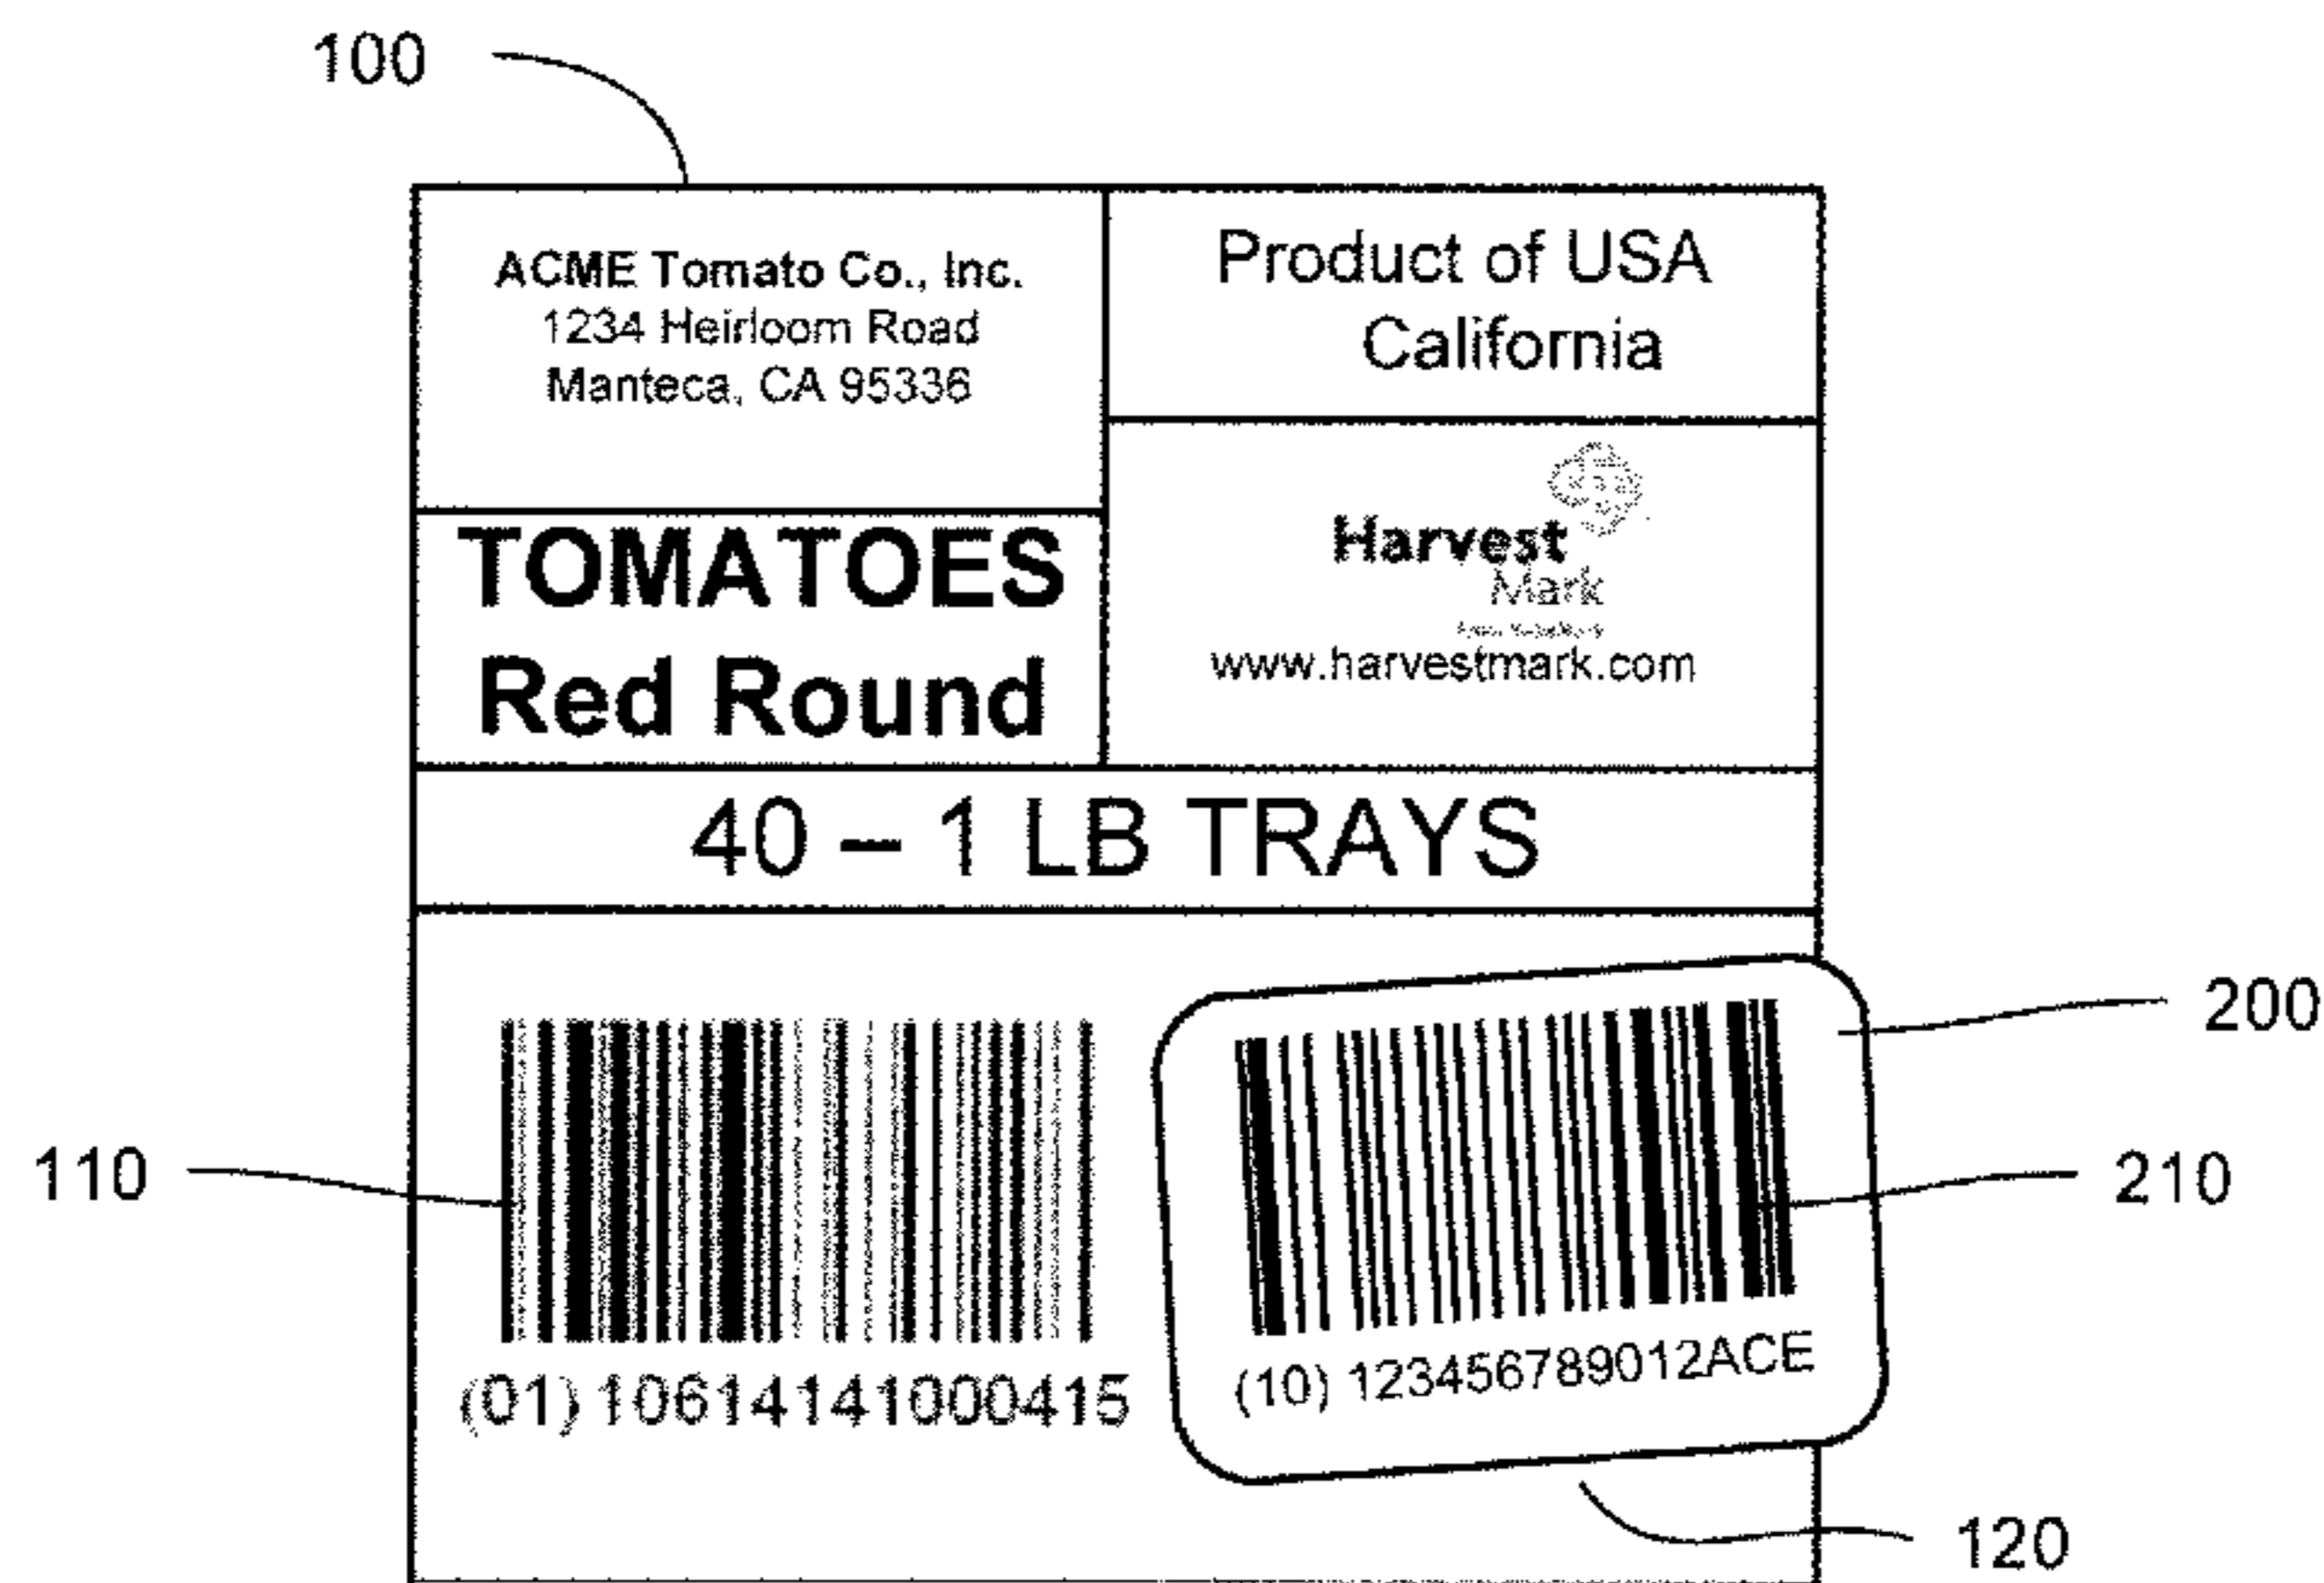 100
ACME Tomato Co., Inc.
1234 Heirloom Road
Manteca, CA 95336
Product of USA
California
TOMATOES
Red Round
Harvest
Mark
www.harvestmark.com
40 – 1 LB TRAYS
200
110
210
(01) 10614141000415
(10) 123456789012ACE
120